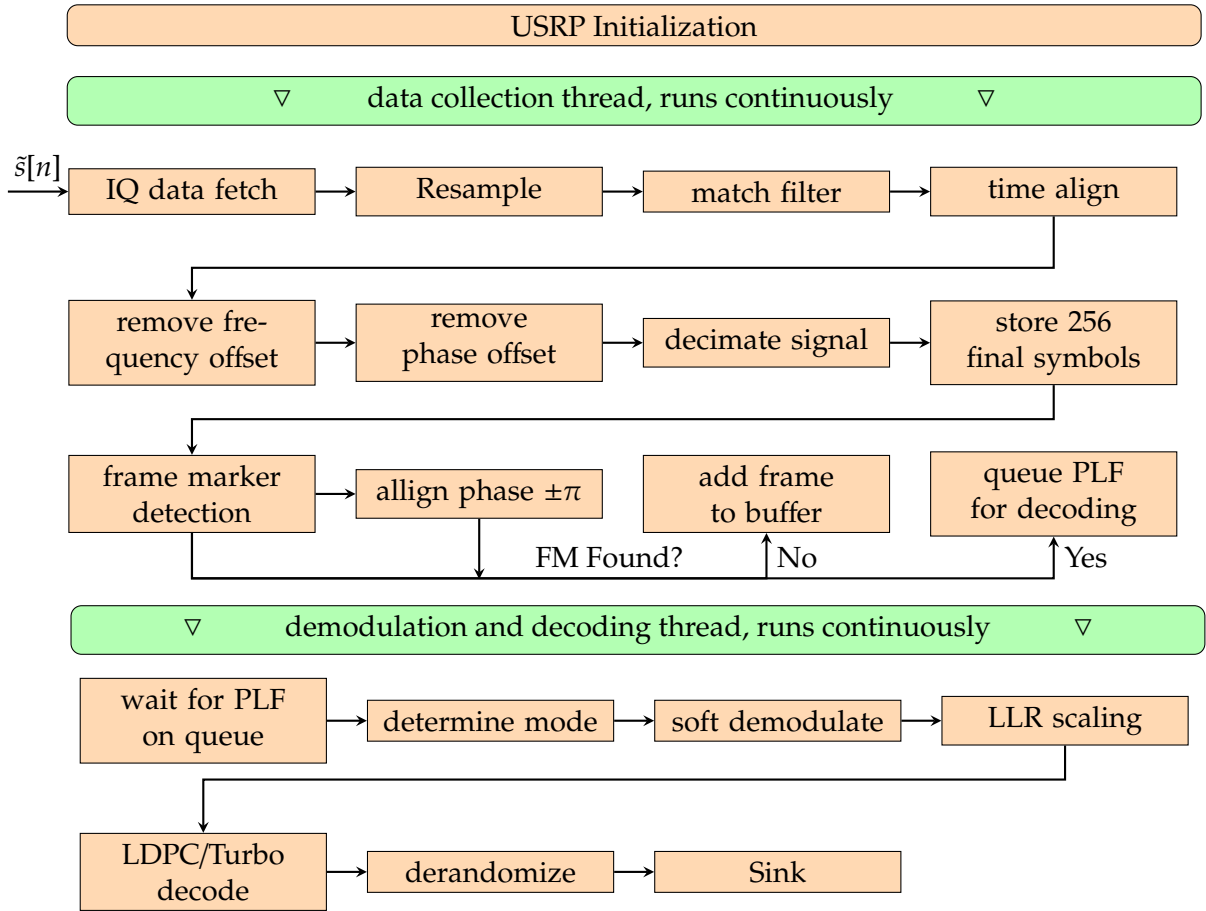 USRP Initialization
▽ data collection thread, runs continuously ▽
s̃[n]
IQ data fetch
Resample
match filter
time align
remove fre-
quency offset
remove
phase offset
decimate signal
store 256
final symbols
frame marker
detection
allign phase ±π
add frame
to buffer
queue PLF
for decoding
FM Found?
No
Yes
▽ demodulation and decoding thread, runs continuously ▽
wait for PLF
on queue
determine mode
soft demodulate
LLR scaling
LDPC/Turbo
decode
derandomize
Sink